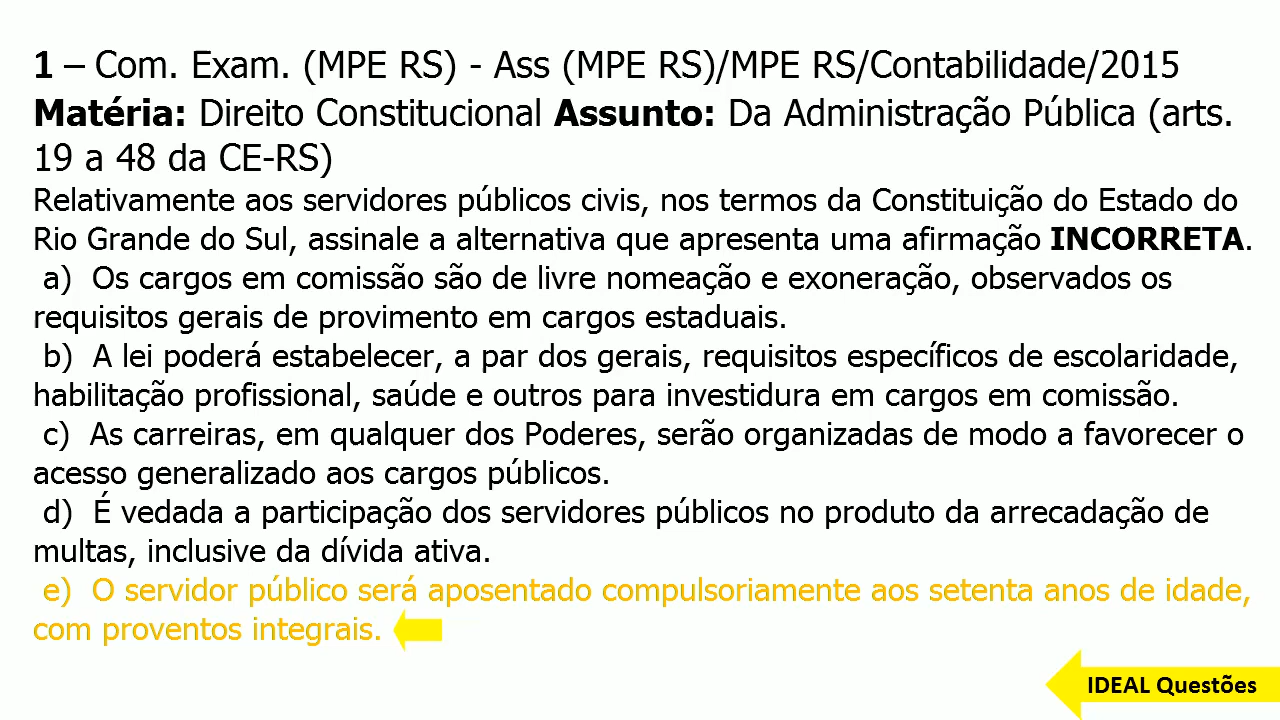 1 – Com. Exam. (MPE RS) - Ass (MPE RS)/MPE RS/Contabilidade/2015
Matéria: Direito Constitucional Assunto: Da Administração Pública (arts.
19 a 48 da CE-RS)
Relativamente aos servidores públicos civis, nos termos da Constituição do Estado do
Rio Grande do Sul, assinale a alternativa que apresenta uma afirmação INCORRETA.
a) Os cargos em comissão são de livre nomeação e exoneração, observados os
requisitos gerais de provimento em cargos estaduais.
b) A lei poderá estabelecer, a par dos gerais, requisitos específicos de escolaridade,
habilitação profissional, saúde e outros para investidura em cargos em comissão.
c) As carreiras, em qualquer dos Poderes, serão organizadas de modo a favorecer o
acesso generalizado aos cargos públicos.
d) É vedada a participação dos servidores públicos no produto da arrecadação de
multas, inclusive da dívida ativa.
e) O servidor público será aposentado compulsoriamente aos setenta anos de idade,
com proventos integrais.
IDEAL Questões